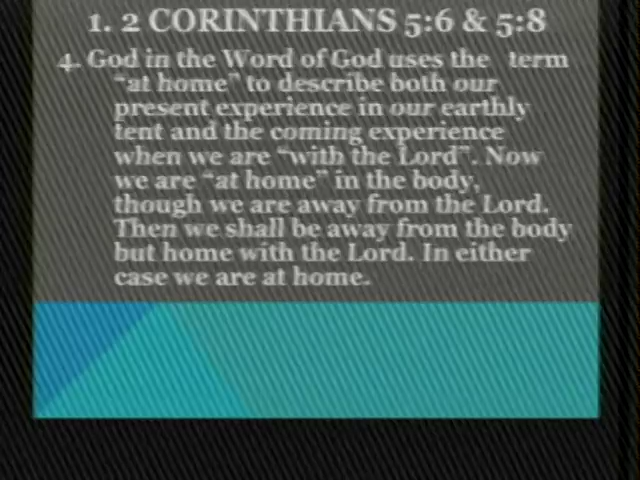 1. 2 CORINTHIANS 5:6 & 5:8
4. God in the Word of God uses the term
“at home” to describe both our
present experience in our earthly
tent and the coming experience
when we are “with the Lord”. Now
we are “at home” in the body,
though we are away from the Lord.
Then we shall be away from the body
but home with the Lord. In either
case we are at home.